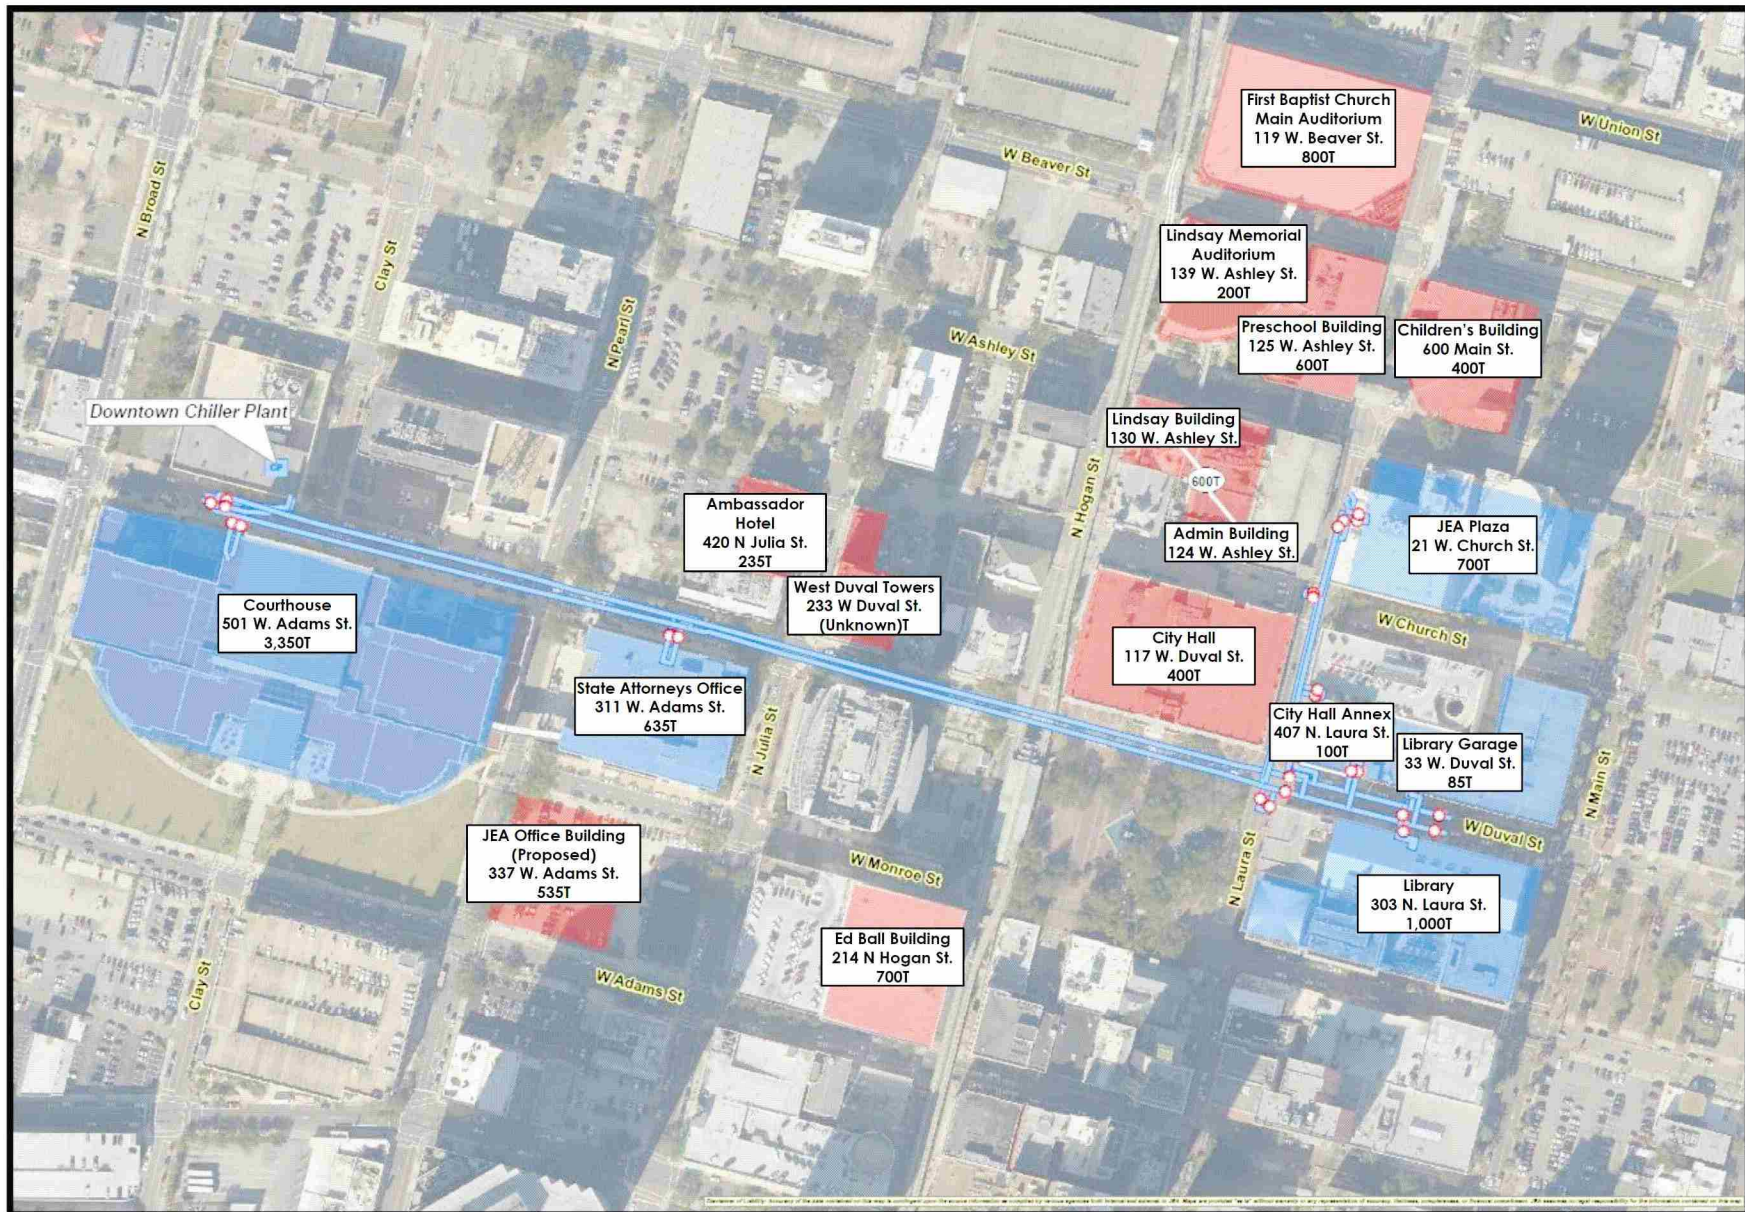 First Baptist Church
Main Auditorium
119 W. Beaver St.
800T
W Union St
W Beaver St
N Broad St
Clay St
Lindsay Memorial
Auditorium
139 W. Ashley St.
200T
N Pearl St
W Ashley St
Preschool Building
125 W. Ashley St.
600T
Children's Building
600 Main St.
400T
Downtown Chiller Plant
CP
Lindsay Building
130 W. Ashley St.
600T
Admin Building
124 W. Ashley St.
N Hogan St
Ambassador
Hotel
420 N Julia St.
235T
JEA Plaza
21 W. Church St.
700T
West Duval Towers
233 W Duval St.
(Unknown)T
Courthouse
501 W. Adams St.
3,350T
W Church St
City Hall
117 W. Duval St.
400T
State Attorneys Office
311 W. Adams St.
635T
N Julia St
City Hall Annex
407 N. Laura St.
100T
Library Garage
33 W. Duval St.
85T
N Main St
W Duval St
JEA Office Building
(Proposed)
337 W. Adams St.
535T
W Monroe St
N Laura St
Library
303 N. Laura St.
1,000T
Ed Ball Building
214 N Hogan St.
700T
W Adams St
Clay St